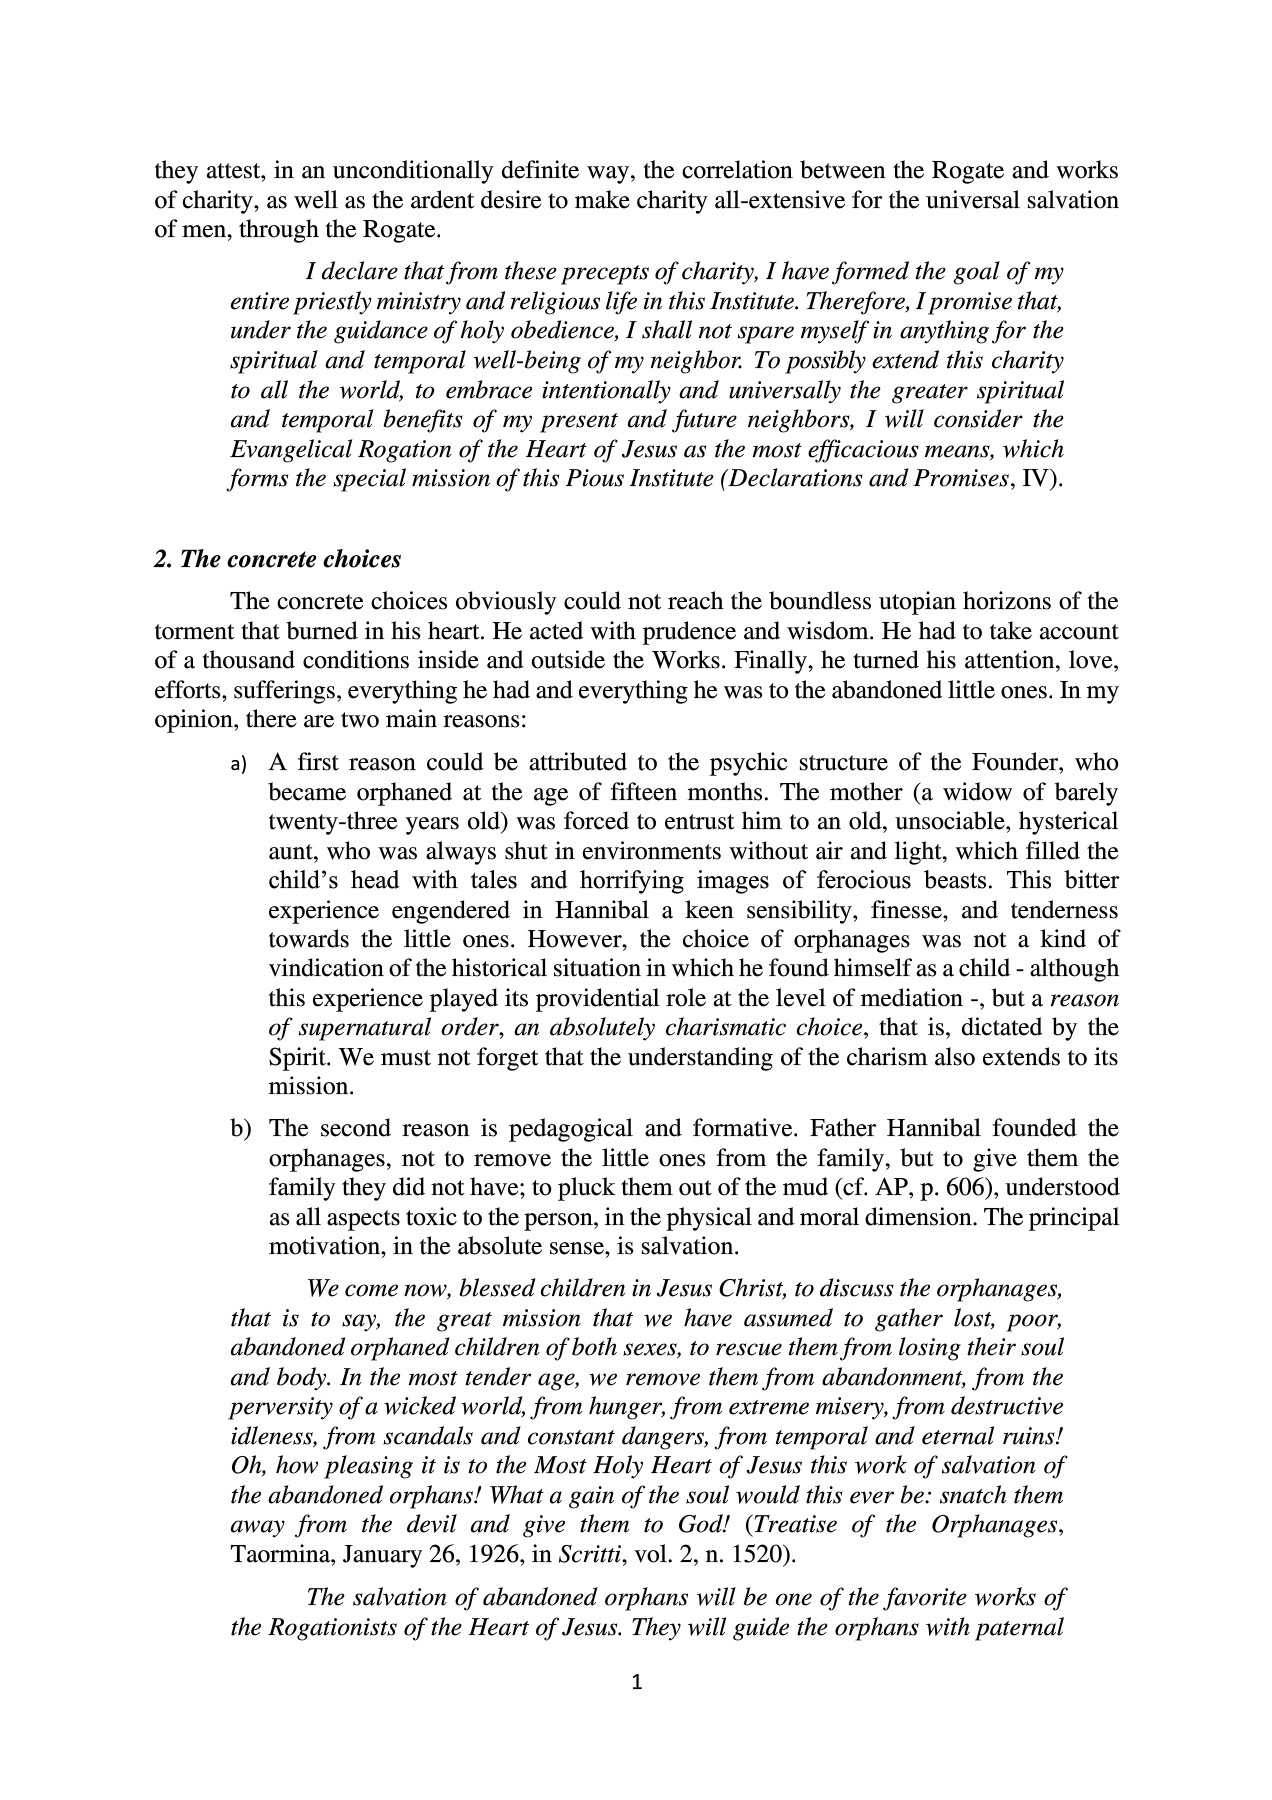 they attest, in an unconditionally definite way, the correlation between the Rogate and works
of charity, as well as the ardent desire to make charity all-extensive for the universal salvation
of men, through the Rogate.
I declare that from these precepts of charity, I have formed the goal of my
entire priestly ministry and religious life in this Institute. Therefore, I promise that,
under the guidance of holy obedience, I shall not spare myself in anything for the
spiritual and temporal well-being of my neighbor. To possibly extend this charity
to all the world, to embrace intentionally and universally the greater spiritual
and temporal benefits of my present and future neighbors, I will consider the
Evangelical Rogation of the Heart of Jesus as the most efficacious means, which
forms the special mission of this Pious Institute (Declarations and Promises, IV).
2. The concrete choices
The concrete choices obviously could not reach the boundless utopian horizons of the
torment that burned in his heart. He acted with prudence and wisdom. He had to take account
of a thousand conditions inside and outside the Works. Finally, he turned his attention, love,
efforts, sufferings, everything he had and everything he was to the abandoned little ones. In my
opinion, there are two main reasons:
a) A first reason could be attributed to the psychic structure of the Founder, who
became orphaned at the age of fifteen months. The mother (a widow of barely
twenty-three years old) was forced to entrust him to an old, unsociable, hysterical
aunt, who was always shut in environments without air and light, which filled the
child’s head with tales and horrifying images of ferocious beasts. This bitter
experience engendered in Hannibal a keen sensibility, finesse, and tenderness
towards the little ones. However, the choice of orphanages was not a kind of
vindication of the historical situation in which he found himself as a child - although
this experience played its providential role at the level of mediation -, but a reason
of supernatural order, an absolutely charismatic choice, that is, dictated by the
Spirit. We must not forget that the understanding of the charism also extends to its
mission.
b) The second reason is pedagogical and formative. Father Hannibal founded the
orphanages, not to remove the little ones from the family, but to give them the
family they did not have; to pluck them out of the mud (cf. AP, p. 606), understood
as all aspects toxic to the person, in the physical and moral dimension. The principal
motivation, in the absolute sense, is salvation.
We come now, blessed children in Jesus Christ, to discuss the orphanages,
that is to say, the great mission that we have assumed to gather lost, poor,
abandoned orphaned children of both sexes, to rescue them from losing their soul
and body. In the most tender age, we remove them from abandonment, from the
perversity of a wicked world, from hunger, from extreme misery, from destructive
idleness, from scandals and constant dangers, from temporal and eternal ruins!
Oh, how pleasing it is to the Most Holy Heart of Jesus this work of salvation of
the abandoned orphans! What a gain of the soul would this ever be: snatch them
away from the devil and give them to God! (Treatise of the Orphanages,
Taormina, January 26, 1926, in Scritti, vol. 2, n. 1520).
The salvation of abandoned orphans will be one of the favorite works of
the Rogationists of the Heart of Jesus. They will guide the orphans with paternal
1